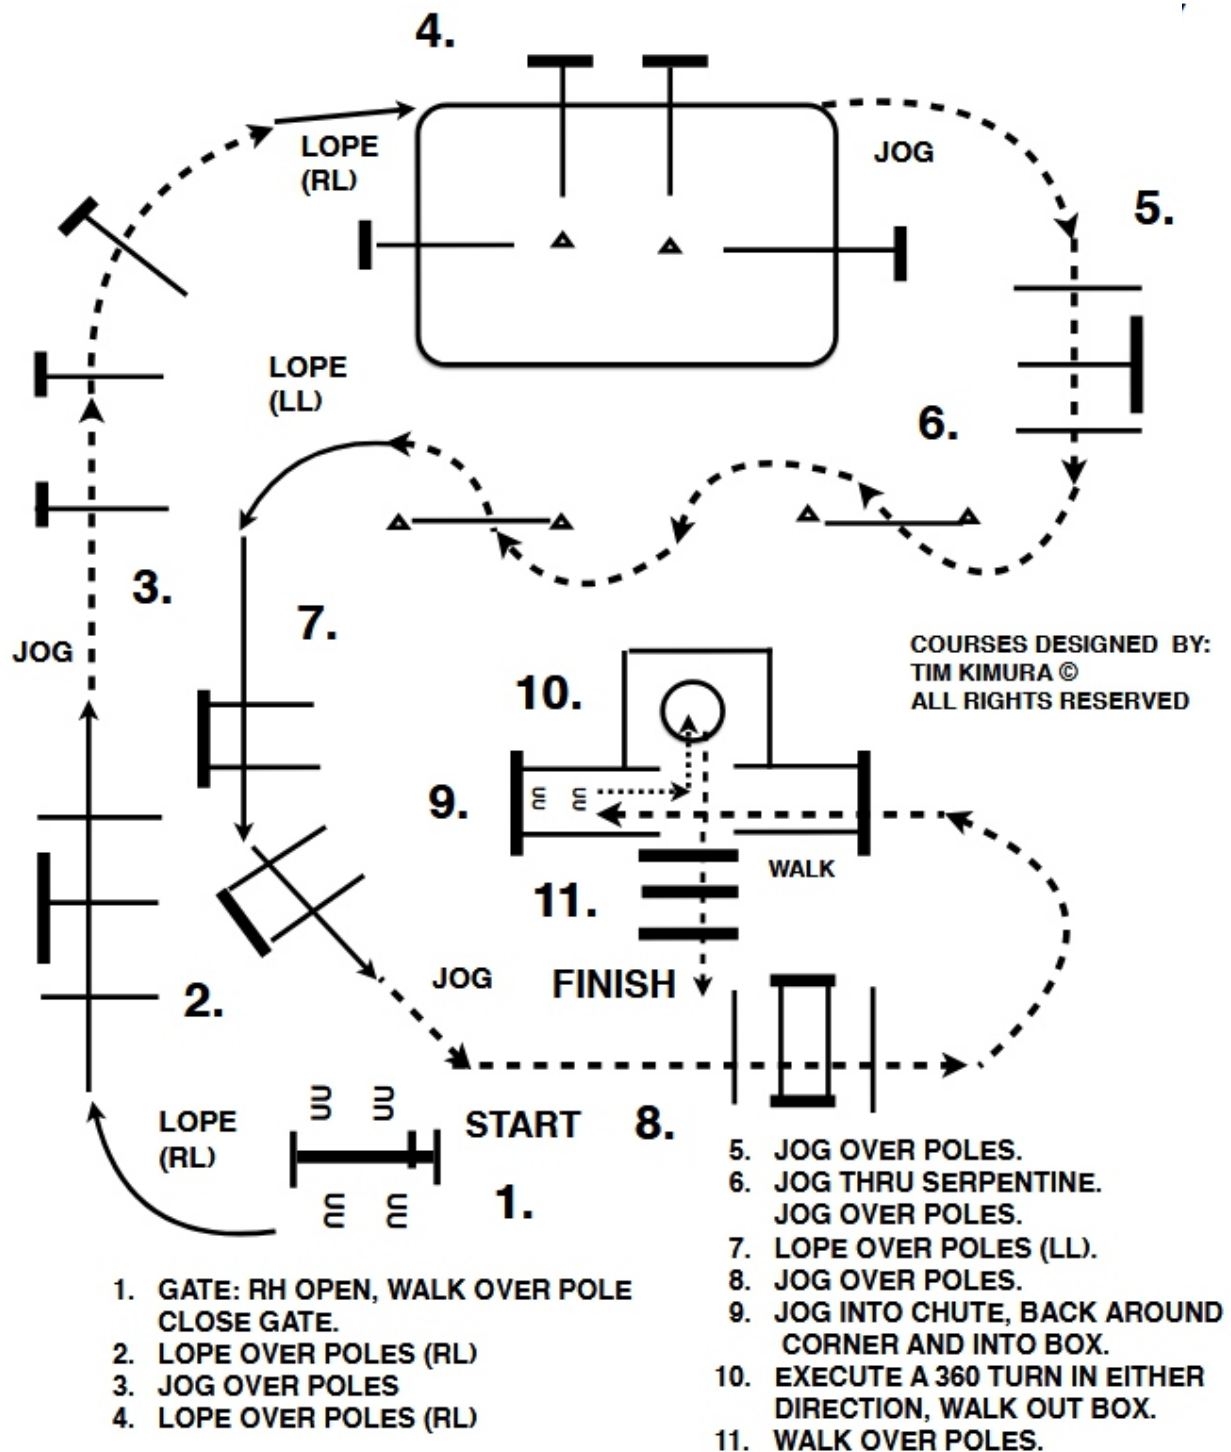 4.
LOPE
(RL)
JOG
5.
LOPE
(LL)
6.
3.
7.
JOG
COURSES DESIGNED BY:
TIM KIMURA ©
ALL RIGHTS RESERVED
10.
9.
WALK
11.
2.
JOG
FINISH
LOPE
(RL)
START
8.
1.
1. GATE: RH OPEN, WALK OVER POLE
CLOSE GATE.
2. LOPE OVER POLES (RL)
3. JOG OVER POLES
4. LOPE OVER POLES (RL)
5. JOG OVER POLES.
6. JOG THRU SERPENTINE.
JOG OVER POLES.
7. LOPE OVER POLES (LL).
8. JOG OVER POLES.
9. JOG INTO CHUTE, BACK AROUND
CORNER AND INTO BOX.
10. EXECUTE A 360 TURN IN EITHER
DIRECTION, WALK OUT BOX.
11. WALK OVER POLES.